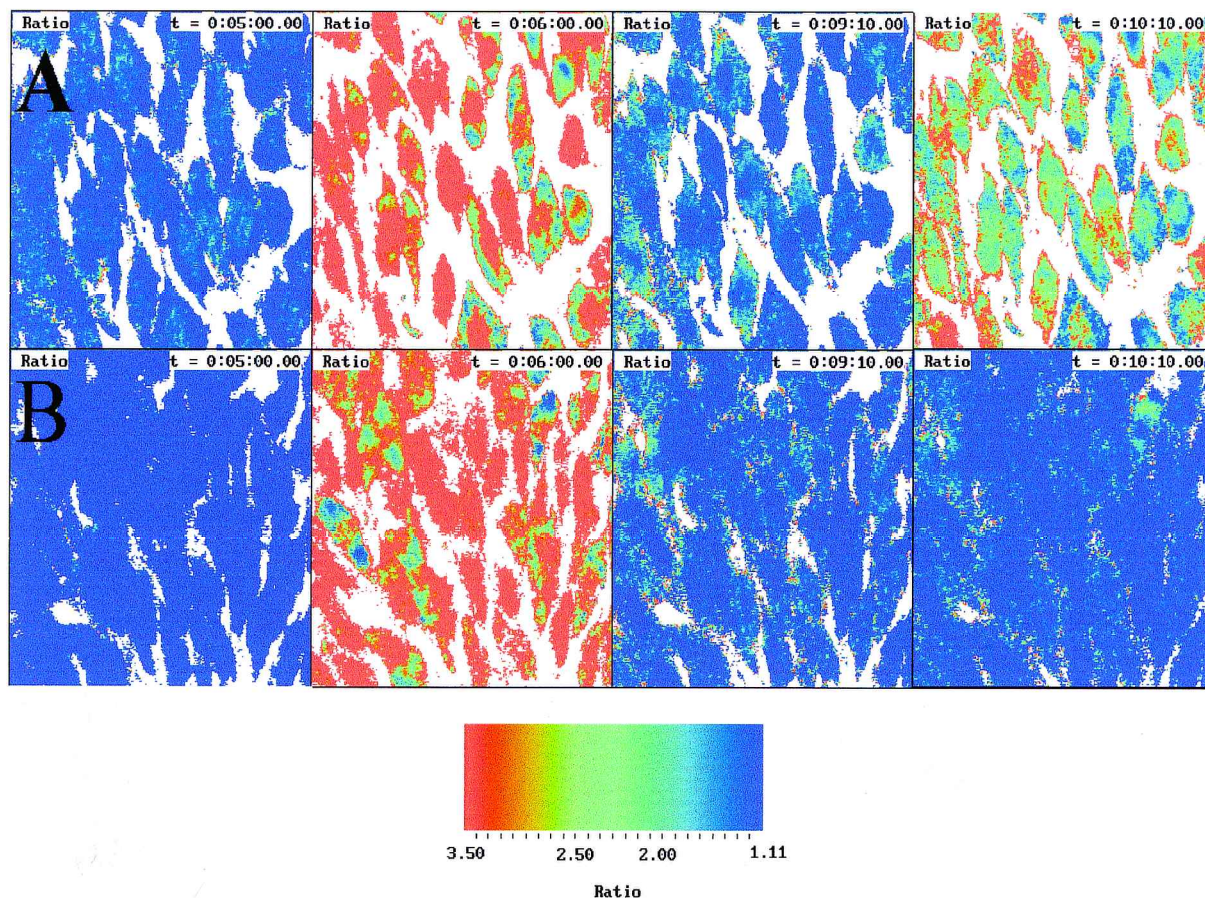 Ratio t = 0:05:00.00 Ratio t = 0:06:00.00 Ratio t = 0:09:10.00 Ratio t = 0:10:10.00
A
Ratio t = 0:05:00.00 Ratio t = 0:06:00.00 Ratio t = 0:09:10.00 Ratio t = 0:10:10.00
B
3.50 2.50 2.00 1.11
Ratio